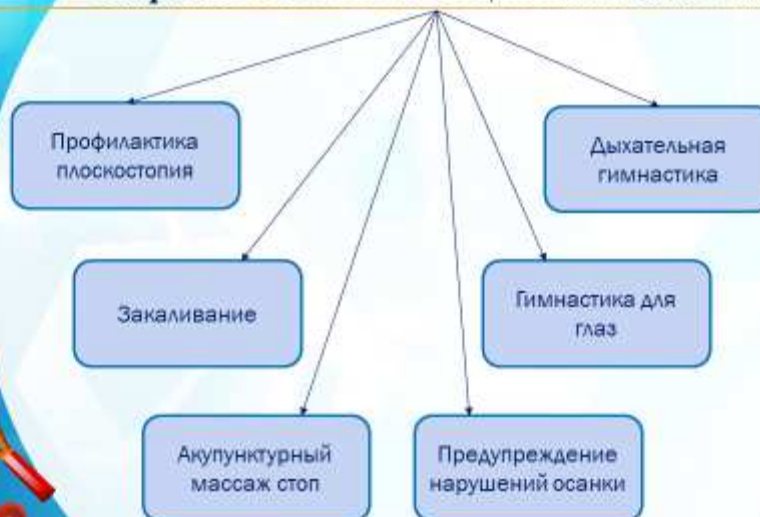 Профилактика
плоскостопия
Дыхательная
гимнастика
Закаливание
Гимнастика для
глаз
Акупунктурный
массаж стоп
Предупреждение
нарушений осанки